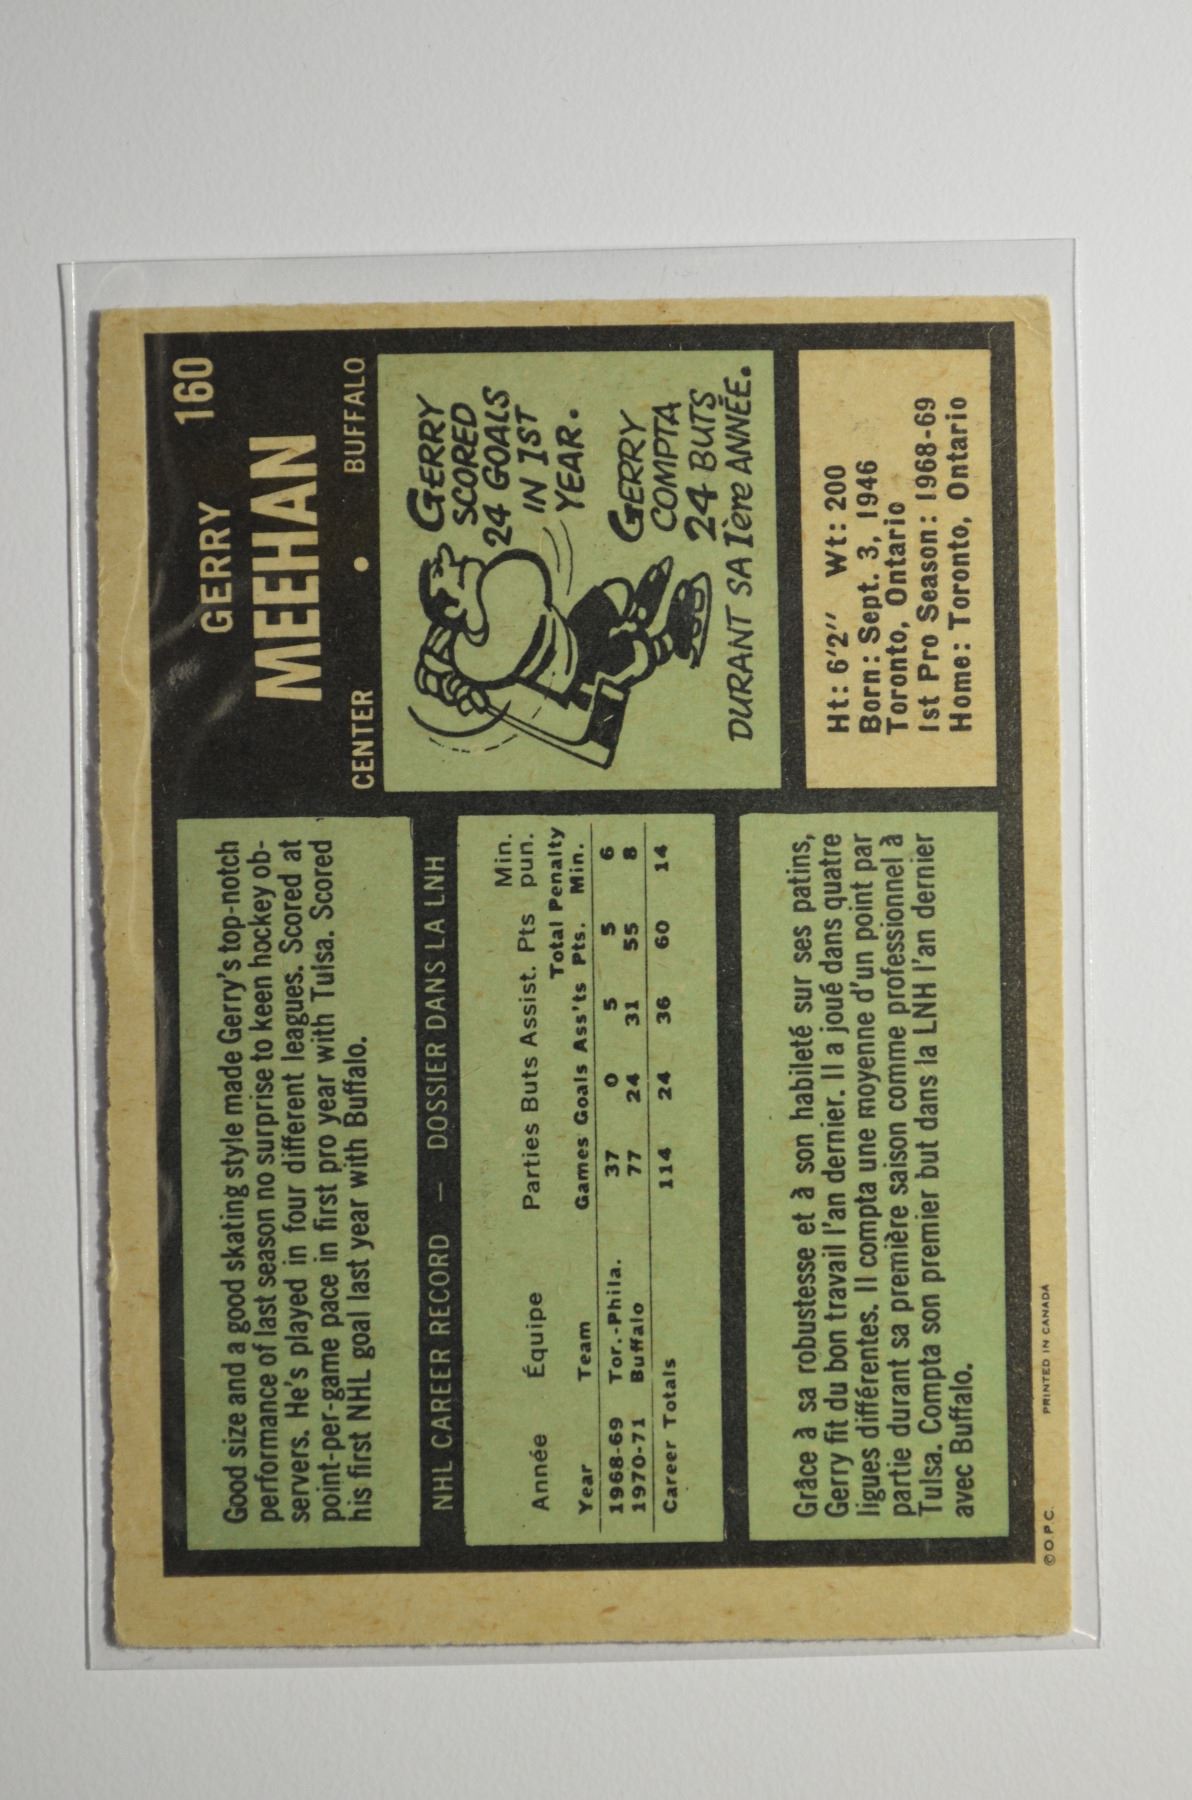 GERRY 160
MEEHAN
CENTER • BUFFALO
Good size and a good skating style made Gerry's top-notch
performance of last season no surprise to keen hockey ob-
servers. He's played in four different leagues. Scored at
point-per-game pace in first pro year with Tulsa. Scored
his first NHL goal last year with Buffalo.
NHL CAREER RECORD — DOSSIER DANS LA LNH
Min.
Année Équipe Parties Buts Assist. Pts pun.
Total Penalty
Year Team Games Goals Ass'ts Pts. Min.
1968-69 Tor.-Phila. 37 0 5 5 6
1970-71 Buffalo 77 24 31 55 8
Career Totals 114 24 36 60 14
Grâce à sa robustesse et à son habileté sur ses patins,
Gerry fit du bon travail l'an dernier. Il a joué dans quatre
ligues différentes. Il compta une moyenne d'un point par
partie durant sa première saison comme professionnel à
Tulsa. Compta son premier but dans la LNH l'an dernier
avec Buffalo.
GERRY
SCORED
24 GOALS
IN 1ST
YEAR.
GERRY
COMPTA
24 BUTS
DURANT SA 1ère ANNÉE.
Ht: 6'2" Wt: 200
Born: Sept. 3, 1946
Toronto, Ontario
1st Pro Season: 1968-69
Home: Toronto, Ontario
©O.P.C. PRINTED IN CANADA